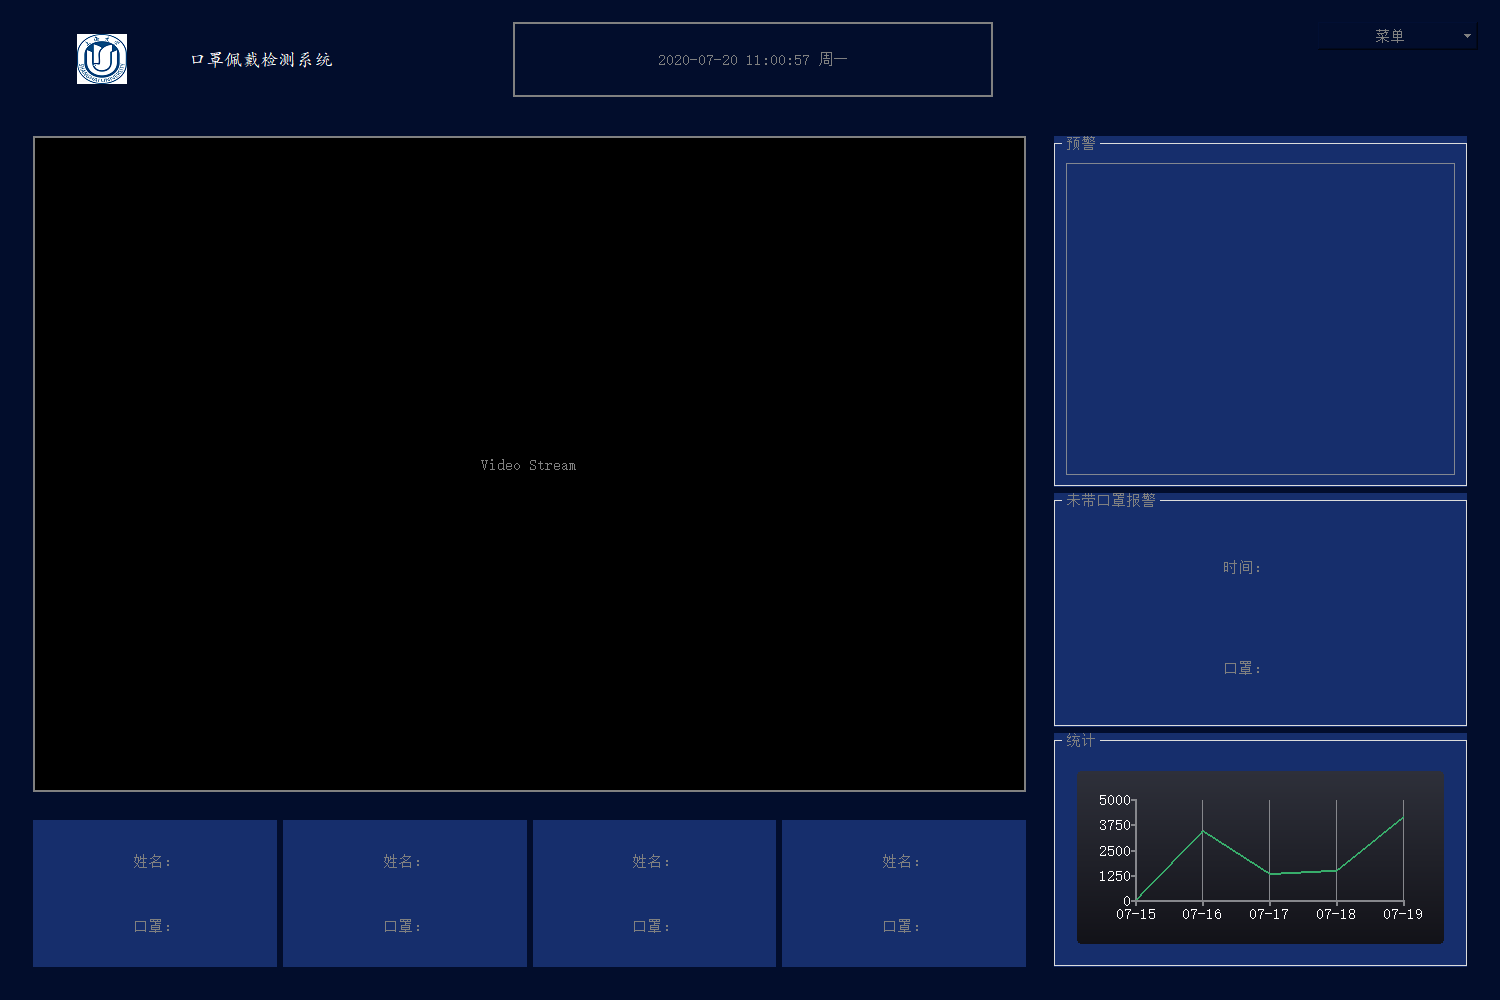 口罩佩戴检测系统
2020-07-20 11:00:57 周一
菜单
Video Stream
预警
未带口罩报警
时间：
口罩：
统计
5000
3750
2500
1250
0
07-15 07-16 07-17 07-18 07-19
姓名： 姓名： 姓名： 姓名：
口罩： 口罩： 口罩： 口罩：